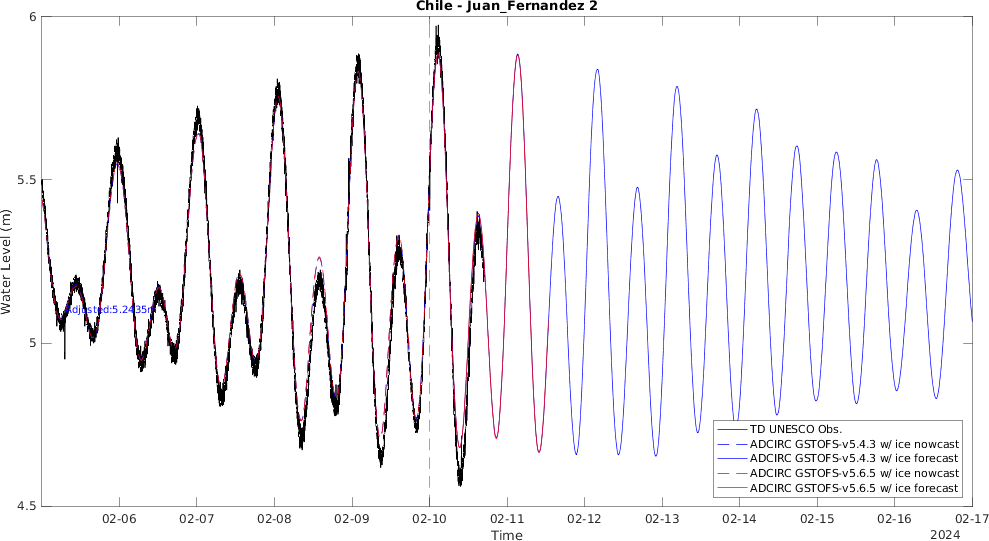 Chile - Juan_Fernandez 2
6
5.5
5
4.5
Water Level (m)
Adjusted:5.2435m
02-06 02-07 02-08 02-09 02-10 02-11 02-12 02-13 02-14 02-15 02-16 02-17
Time
2024
TD UNESCO Obs.
ADCIRC GSTOFS-v5.4.3 w/ ice nowcast
ADCIRC GSTOFS-v5.4.3 w/ ice forecast
ADCIRC GSTOFS-v5.6.5 w/ ice nowcast
ADCIRC GSTOFS-v5.6.5 w/ ice forecast